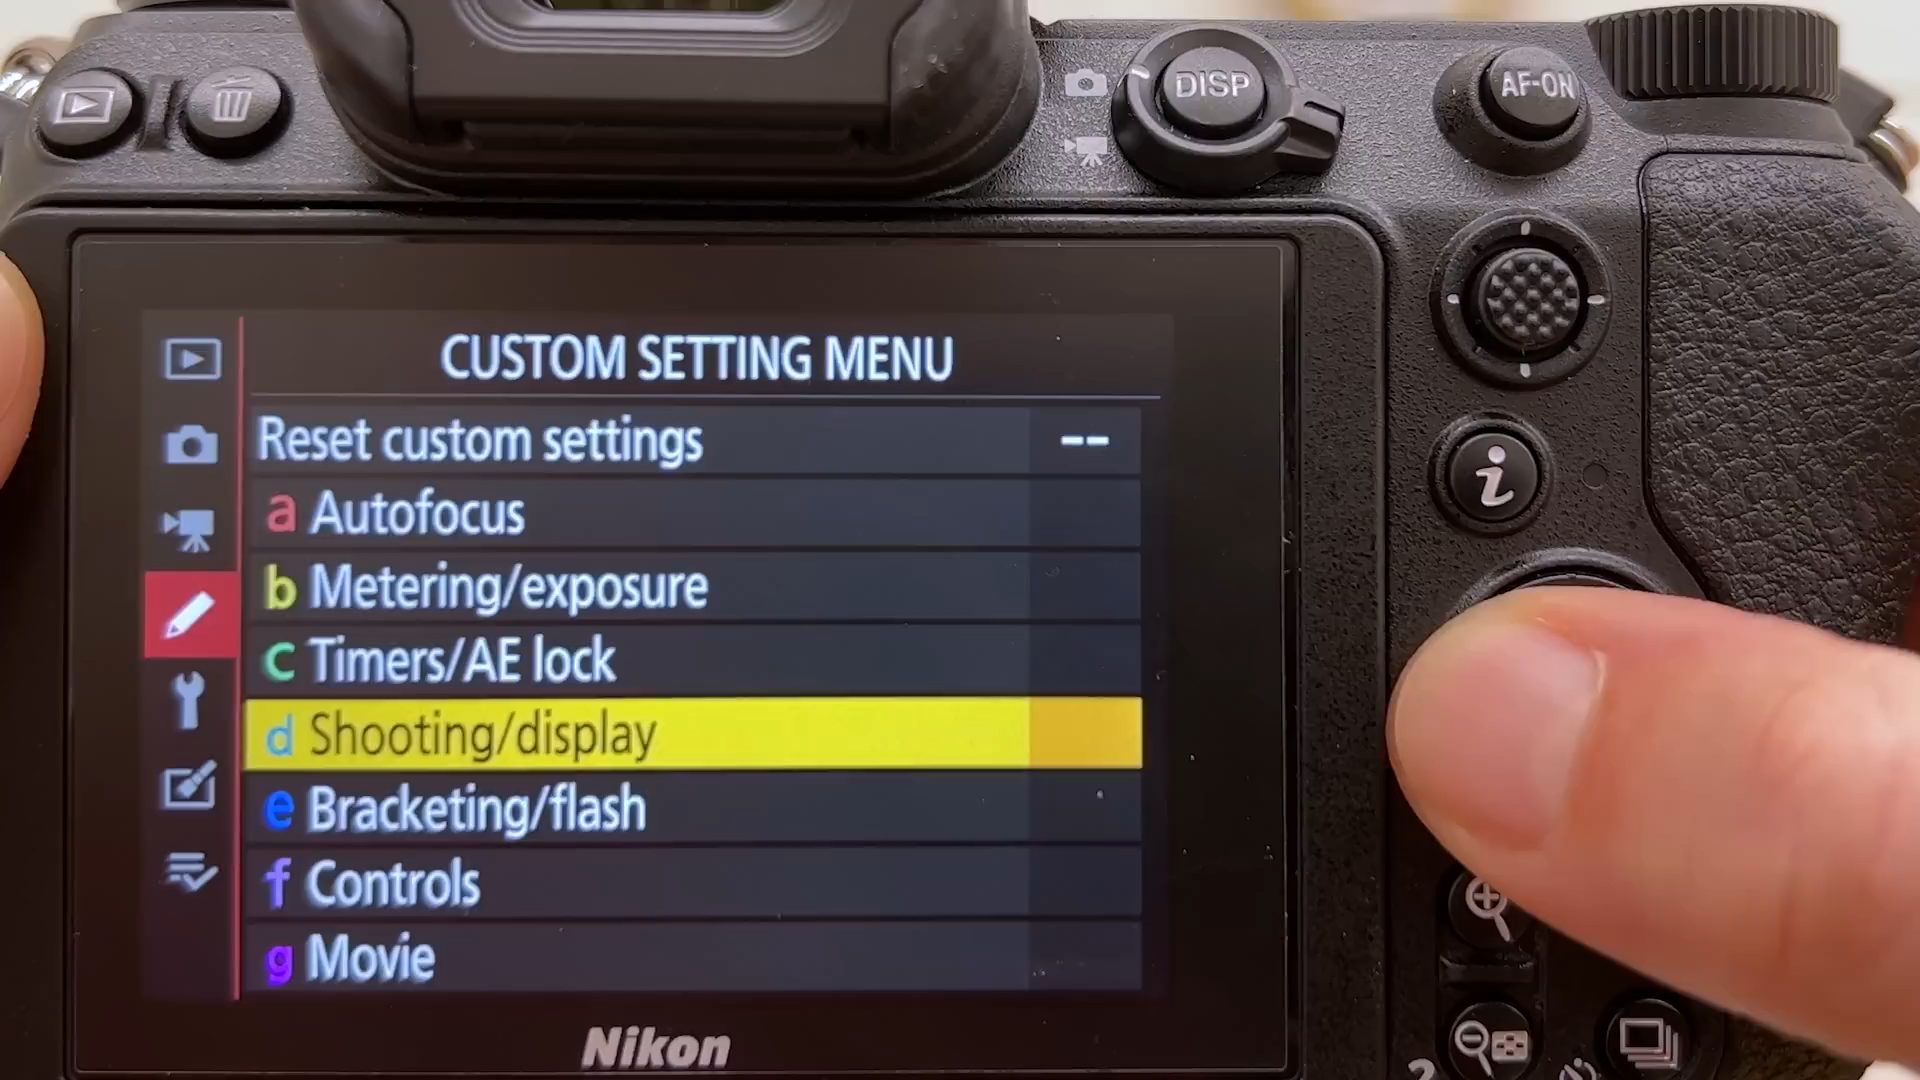 DISP
AF-ON
CUSTOM SETTING MENU
Reset custom settings --
a Autofocus
b Metering/exposure
c Timers/AE lock
d Shooting/display
e Bracketing/flash
f Controls
g Movie
i
Nikon